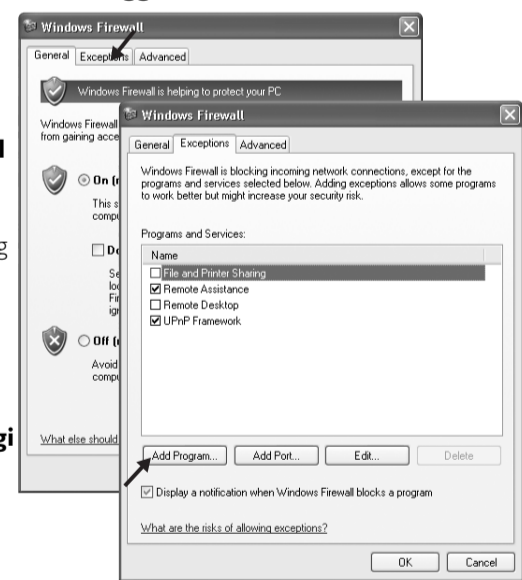 Windows Firewall
General Exceptions Advanced
Windows Firewall is helping to protect your PC
Windows Firewall
from gaining acce
On (r
This s
compu
Do
Se
loc
Fir
ign
Off (
Avoid
compu
What else should
Windows Firewall
General Exceptions Advanced
Windows Firewall is blocking incoming network connections, except for the
programs and services selected below. Adding exceptions allows some programs
to work better but might increase your security risk.
Programs and Services:
Name
File and Printer Sharing
Remote Assistance
Remote Desktop
UPnP Framework
Add Program... Add Port... Edit... Delete
Display a notification when Windows Firewall blocks a program
What are the risks of allowing exceptions?
OK Cancel
g
gi